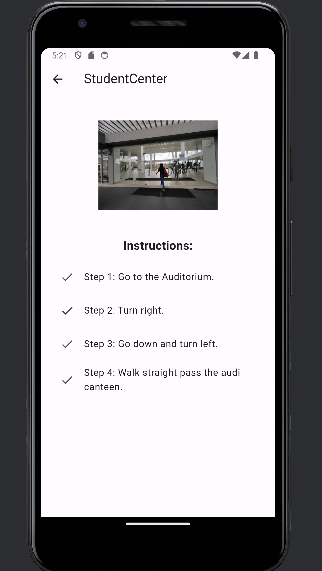 5:21
StudentCenter
Instructions:
Step 1: Go to the Auditorium.
Step 2: Turn right.
Step 3: Go down and turn left.
Step 4: Walk straight pass the audi
canteen.